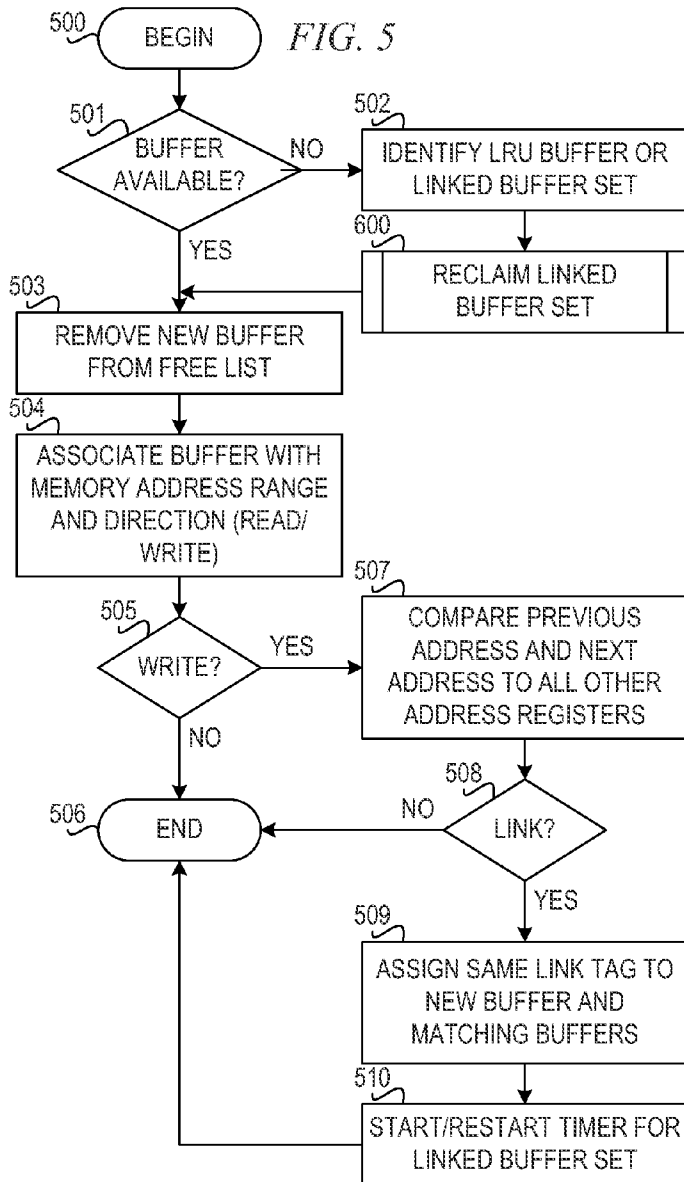 500
BEGIN
FIG. 5
501
BUFFER
AVAILABLE?
NO
YES
502
IDENTIFY LRU BUFFER OR
LINKED BUFFER SET
600
RECLAIM LINKED
BUFFER SET
503
REMOVE NEW BUFFER
FROM FREE LIST
504
ASSOCIATE BUFFER WITH
MEMORY ADDRESS RANGE
AND DIRECTION (READ/
WRITE)
505
WRITE?
YES
NO
507
COMPARE PREVIOUS
ADDRESS AND NEXT
ADDRESS TO ALL OTHER
ADDRESS REGISTERS
508
LINK?
NO
YES
506
END
509
ASSIGN SAME LINK TAG TO
NEW BUFFER AND
MATCHING BUFFERS
510
START/RESTART TIMER FOR
LINKED BUFFER SET